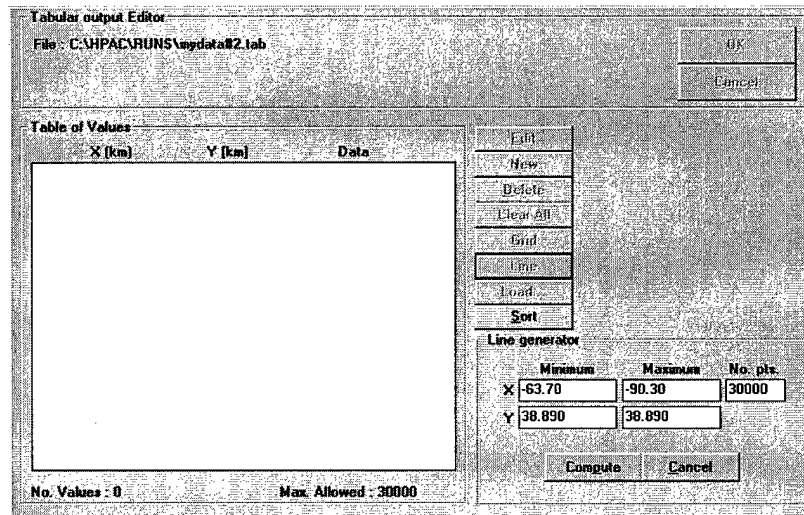 Tabular output Editor
File : C:\HPAC\RUNS\mydata#2.tab
OK
Cancel
Table of Values
X [km] Y [km] Data
Edit
New
Delete
Clear All
Grid
Line
Load...
Sort
Line generator
Minimum Maximum No. pts.
X -63.70 -90.30 30000
Y 38.890 38.890
Compute Cancel
No. Values : 0 Max. Allowed : 30000